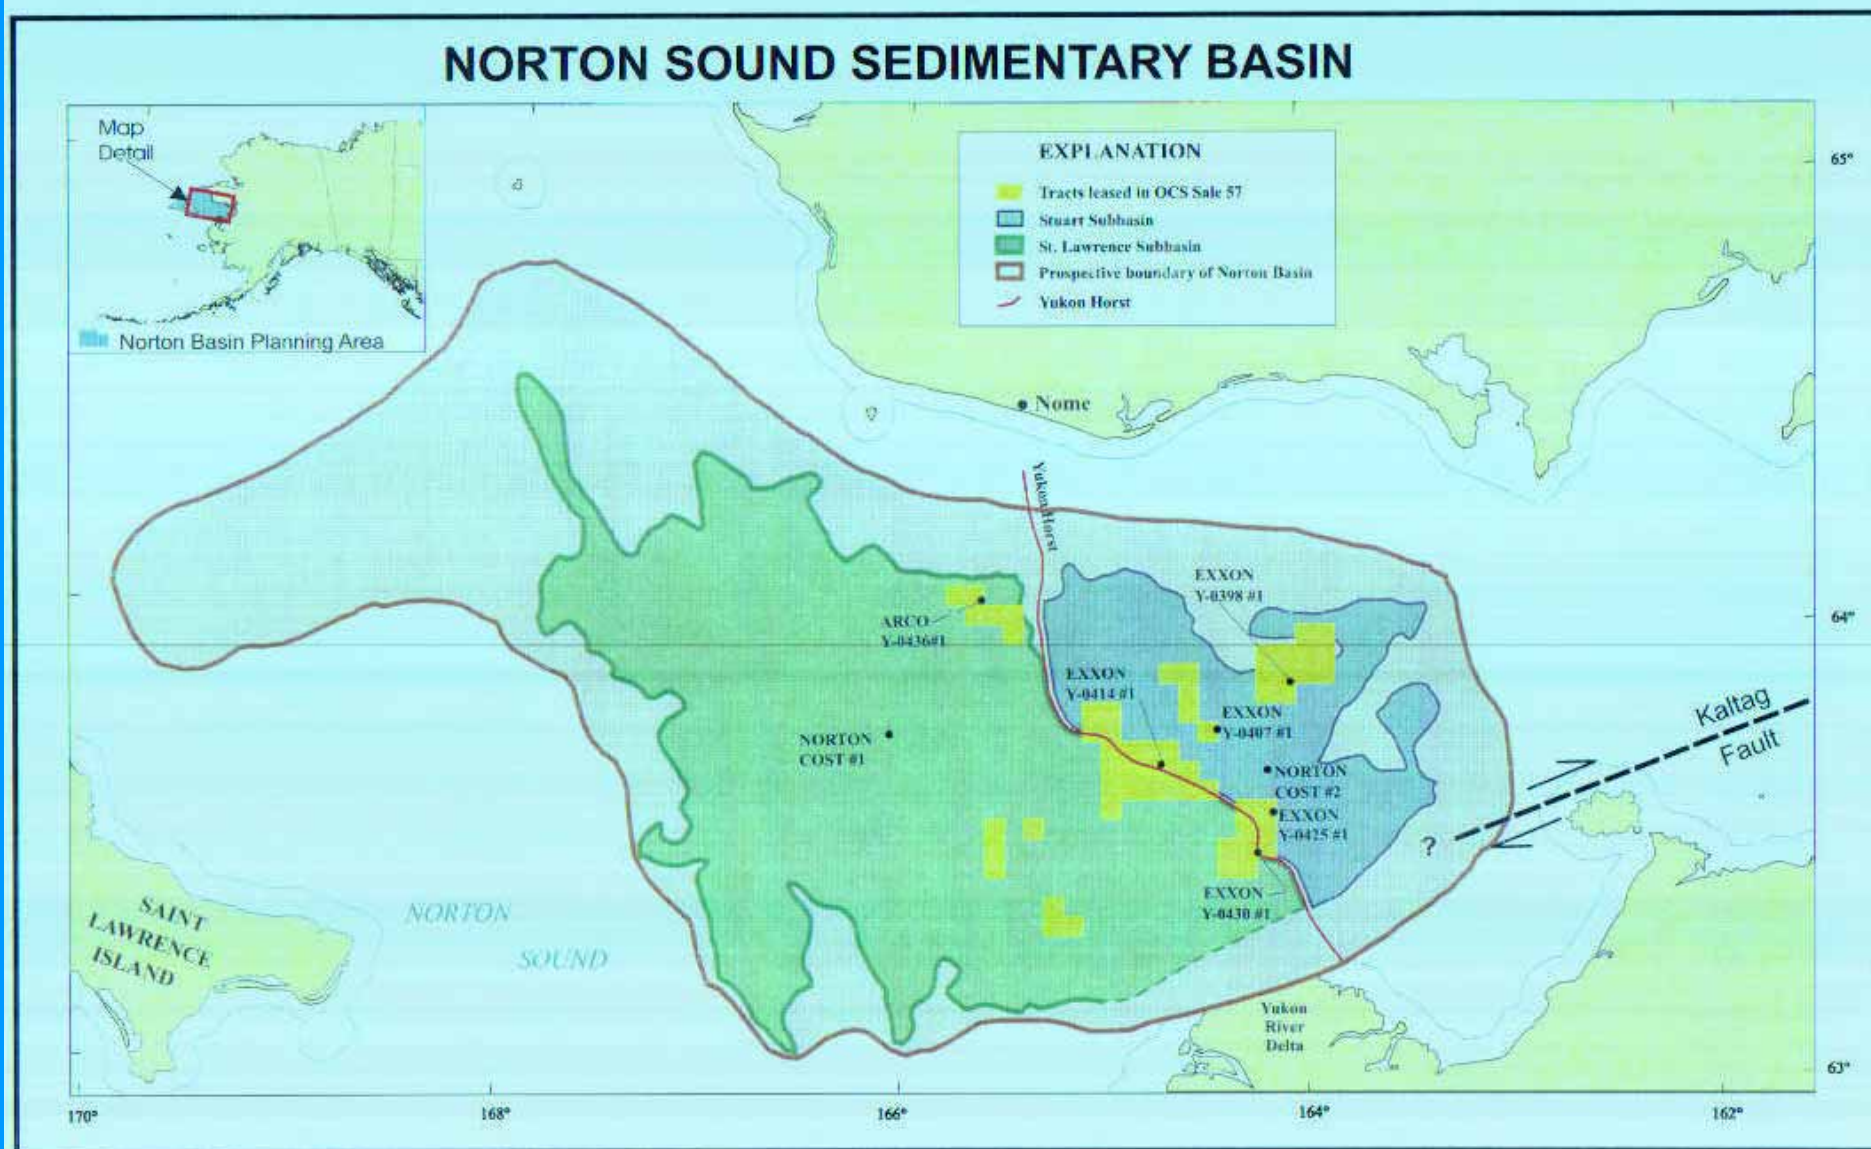 NORTON SOUND SEDIMENTARY BASIN
Map
Detail
Norton Basin Planning Area
EXPLANATION
Tracts leased in OCS Sale 57
Stuart Subbasin
St. Lawrence Subbasin
Prospective boundary of Norton Basin
Yukon Horst
65°
Nome
Yukon Horst
EXXON
Y-0398 #1
ARCO
Y-0436#1
64°
EXXON
Y-0414 #1
EXXON
Y-0407 #1
Kaltag
Fault
NORTON
COST #1
NORTON
COST #2
EXXON
Y-0425 #1
?
EXXON
Y-0430 #1
SAINT
LAWRENCE
ISLAND
NORTON
SOUND
Yukon
River
Delta
63°
170°
168°
166°
164°
162°